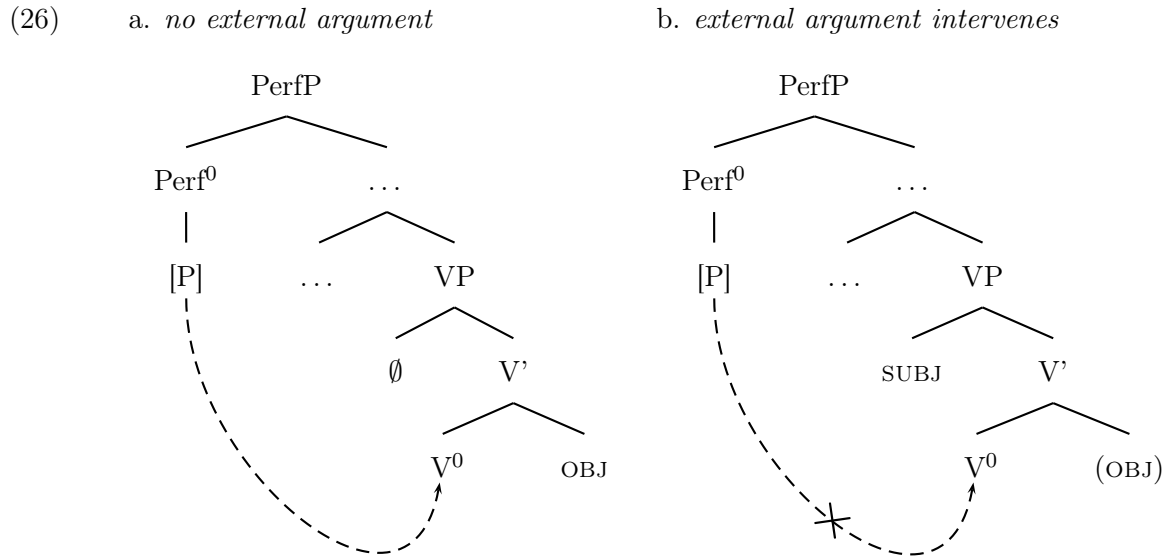 (26) a. no external argument b. external argument intervenes
PerfP PerfP
Perf⁰ … Perf⁰ …
[P] … VP [P] … VP
∅ V’ SUBJ V’
V⁰ OBJ V⁰ (OBJ)